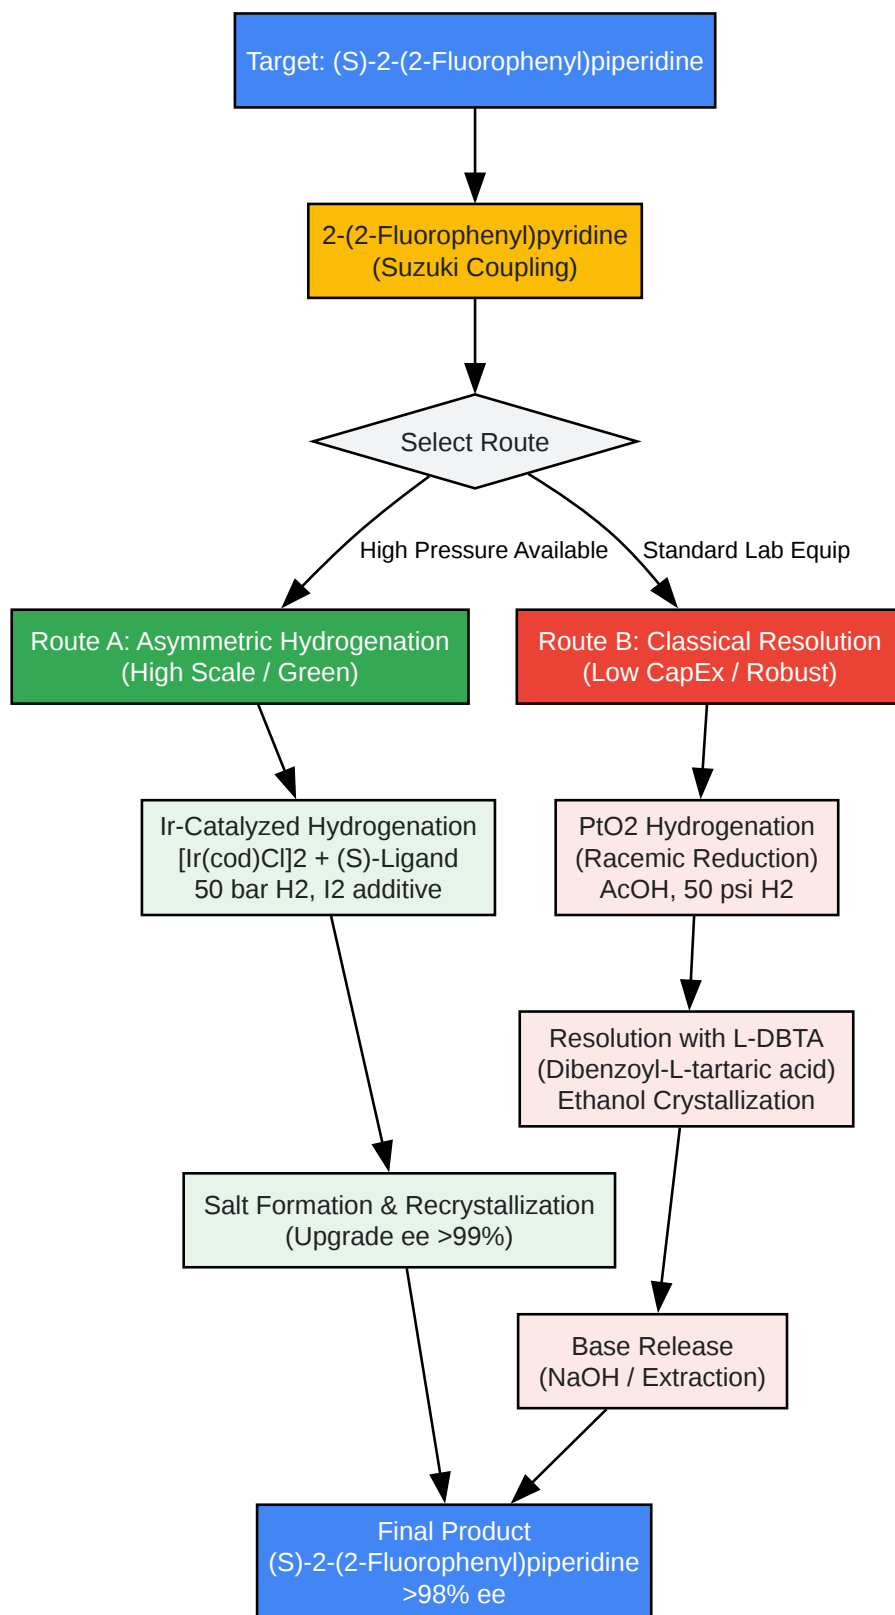 Target: (S)-2-(2-Fluorophenyl)piperidine
2-(2-Fluorophenyl)pyridine
(Suzuki Coupling)
Select Route
High Pressure Available
Standard Lab Equip
Route A: Asymmetric Hydrogenation
(High Scale / Green)
Route B: Classical Resolution
(Low CapEx / Robust)
Ir-Catalyzed Hydrogenation
[Ir(cod)Cl]2 + (S)-Ligand
50 bar H2, I2 additive
PtO2 Hydrogenation
(Racemic Reduction)
AcOH, 50 psi H2
Resolution with L-DBTA
(Dibenzoyl-L-tartaric acid)
Ethanol Crystallization
Salt Formation & Recrystallization
(Upgrade ee >99%)
Base Release
(NaOH / Extraction)
Final Product
(S)-2-(2-Fluorophenyl)piperidine
>98% ee